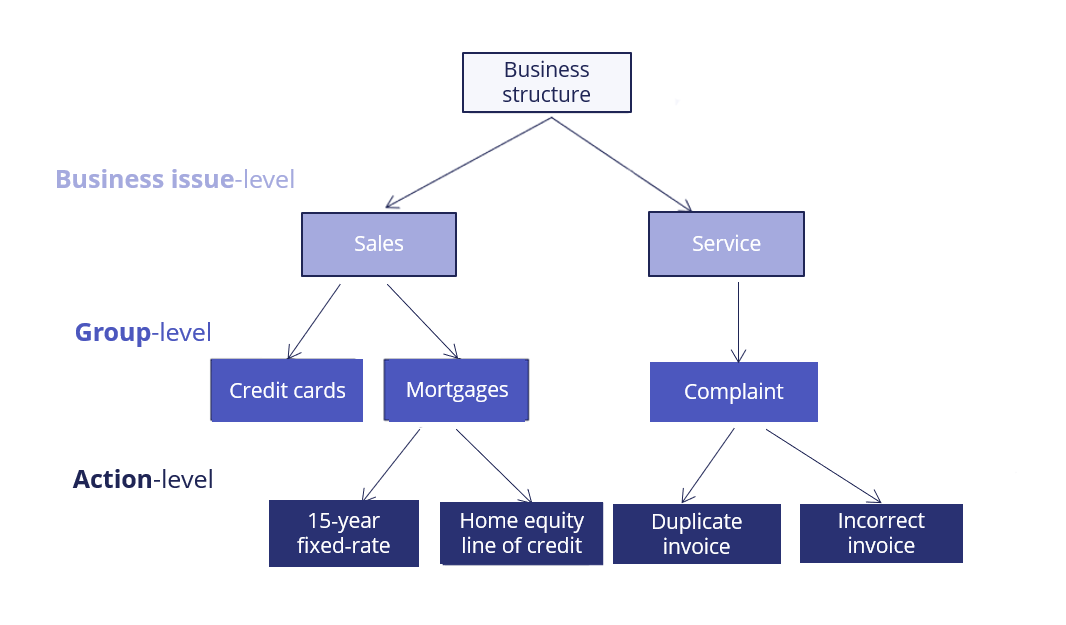 Business
structure
Business issue-level
Sales
Service
Group-level
Credit cards
Mortgages
Complaint
Action-level
15-year
fixed-rate
Home equity
line of credit
Duplicate
invoice
Incorrect
invoice